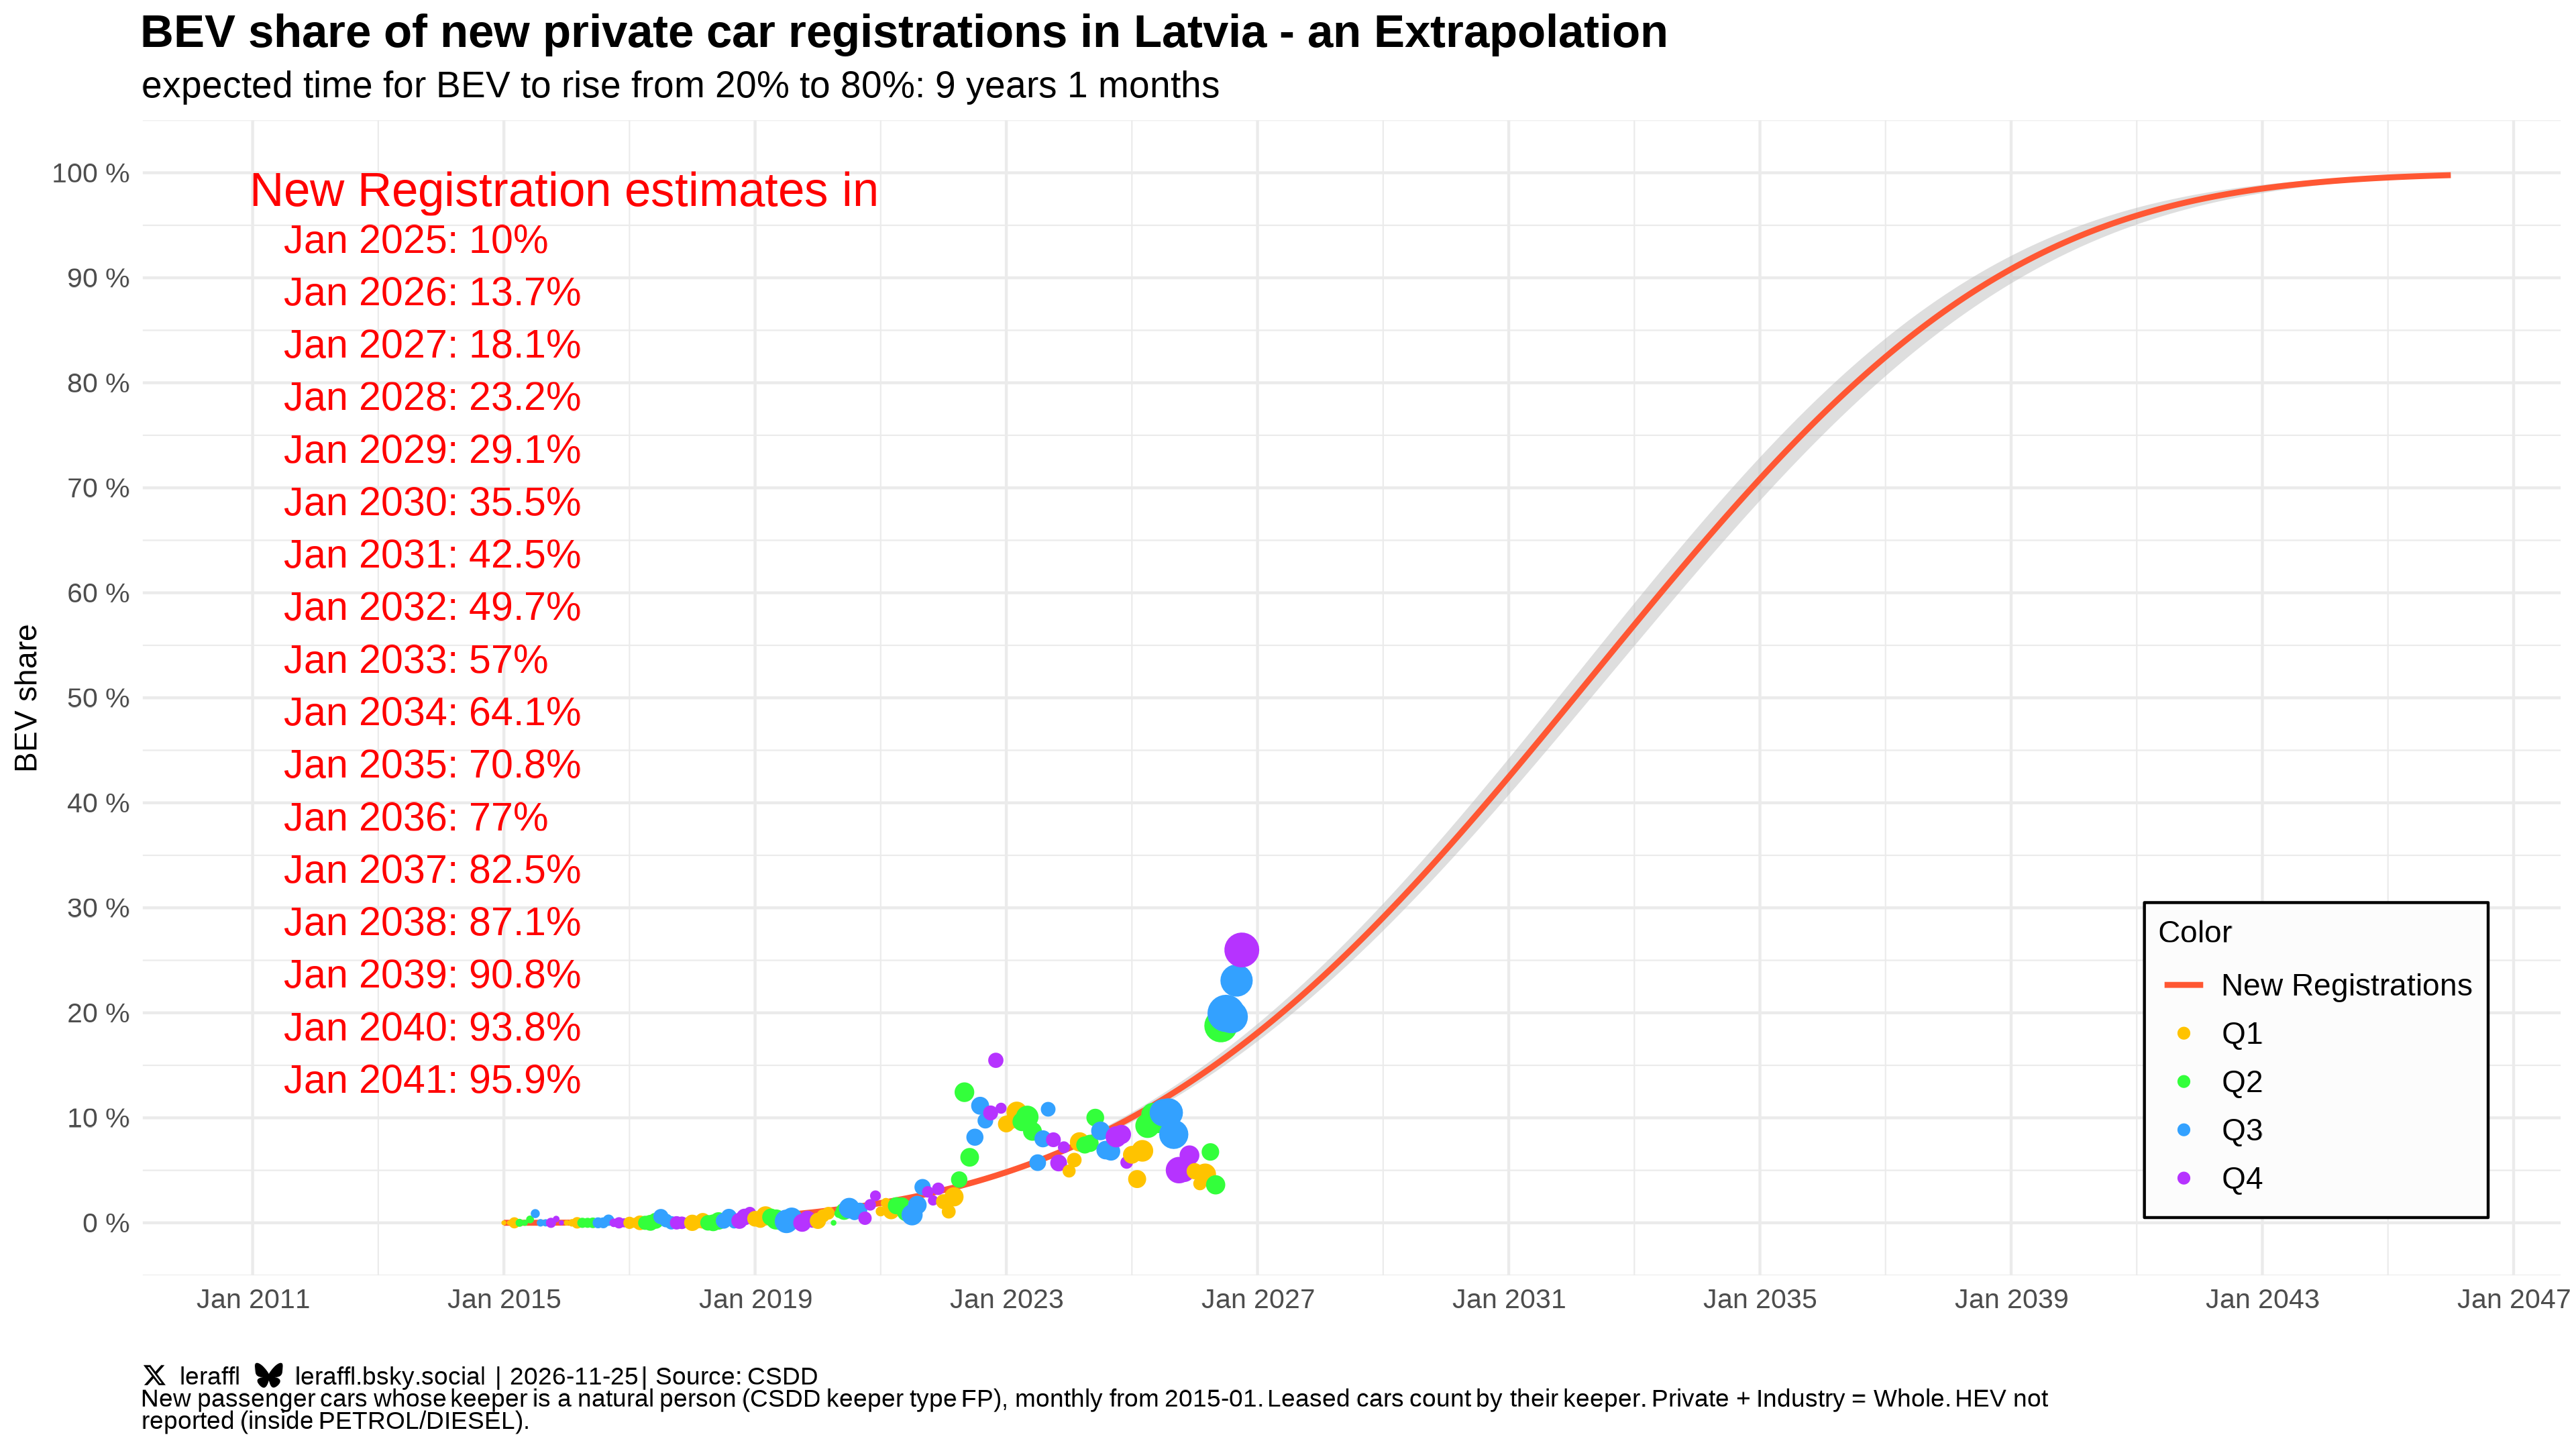 BEV share of new private car registrations in Latvia - an Extrapolation
expected time for BEV to rise from 20% to 80%: 9 years 1 months
New Registration estimates in
Jan 2025: 10%
Jan 2026: 13.7%
Jan 2027: 18.1%
Jan 2028: 23.2%
Jan 2029: 29.1%
Jan 2030: 35.5%
Jan 2031: 42.5%
Jan 2032: 49.7%
Jan 2033: 57%
Jan 2034: 64.1%
Jan 2035: 70.8%
Jan 2036: 77%
Jan 2037: 82.5%
Jan 2038: 87.1%
Jan 2039: 90.8%
Jan 2040: 93.8%
Jan 2041: 95.9%
BEV share
100 %
90 %
80 %
70 %
60 %
50 %
40 %
30 %
20 %
10 %
0 %
Color
New Registrations
Q1
Q2
Q3
Q4
Jan 2011 Jan 2015 Jan 2019 Jan 2023 Jan 2027 Jan 2031 Jan 2035 Jan 2039 Jan 2043 Jan 2047
leraffl leraffl.bsky.social | 2026-11-25| Source: CSDD
New passenger cars whose keeper is a natural person (CSDD keeper type FP), monthly from 2015-01. Leased cars count by their keeper. Private + Industry = Whole. HEV not
reported (inside PETROL/DIESEL).